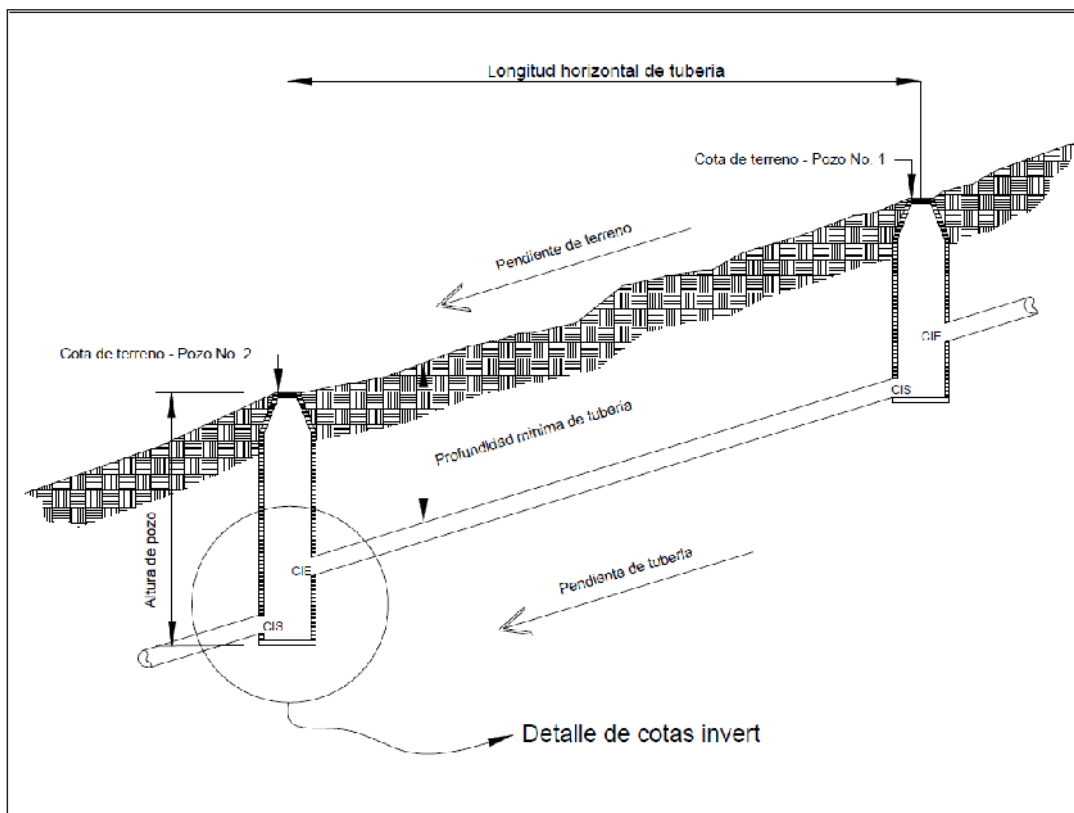 Longitud horizontal de tuberia
Cota de terreno - Pozo No. 1
Pendiente de terreno
CIE
Cota de terreno - Pozo No. 2
CIS
Profundidad minima de tuberia
Altura de pozo
CIE
Pendiente de tuberia
CIS
Detalle de cotas invert